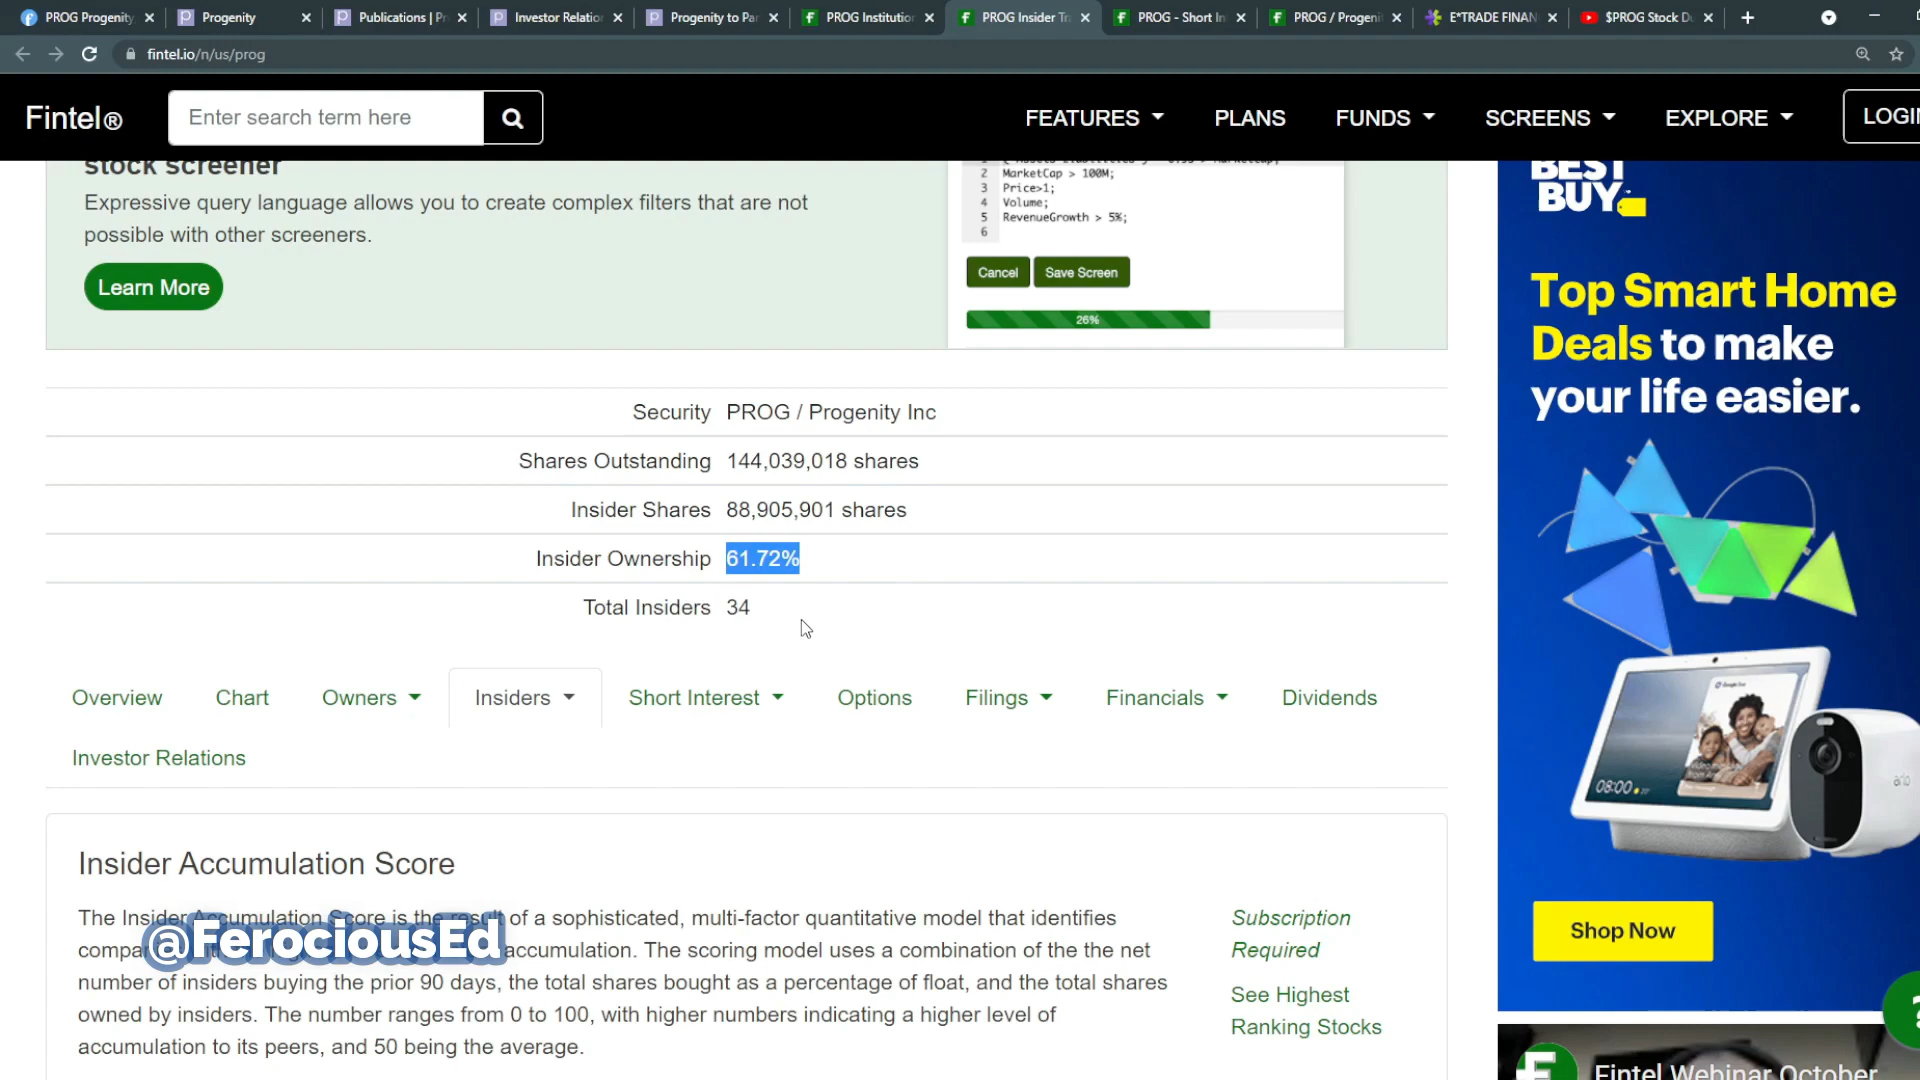 PROG Progenity
Progenity
Publications | Pr
Investor Relatio
Progenity to Pa
PROG Institutio
PROG Insider Tr
PROG - Short In
PROG / Progeni
E*TRADE FINAN
$PROG Stock D
fintel.io/n/us/prog
Fintel®
Enter search term here
FEATURES
PLANS
FUNDS
SCREENS
EXPLORE
LOGIN
stock screener
Expressive query language allows you to create complex filters that are not
possible with other screeners.
Learn More
2 MarketCap > 100M;
3 Price>1;
4 Volume;
5 RevenueGrowth > 5%;
6
Cancel
Save Screen
26%
Security PROG / Progenity Inc
Shares Outstanding 144,039,018 shares
Insider Shares 88,905,901 shares
Insider Ownership 61.72%
Total Insiders 34
Overview
Chart
Owners
Insiders
Short Interest
Options
Filings
Financials
Dividends
Investor Relations
Insider Accumulation Score
The Insider Accumulation Score is the result of a sophisticated, multi-factor quantitative model that identifies
accumulation. The scoring model uses a combination of the the net
number of insiders buying the prior 90 days, the total shares bought as a percentage of float, and the total shares
owned by insiders. The number ranges from 0 to 100, with higher numbers indicating a higher level of
accumulation to its peers, and 50 being the average.
@FerociousEd
Subscription
Required
See Highest
Ranking Stocks
BEST
BUY
Top Smart Home
Deals to make
your life easier.
08:00
arlo
Shop Now
Fintel Webinar October